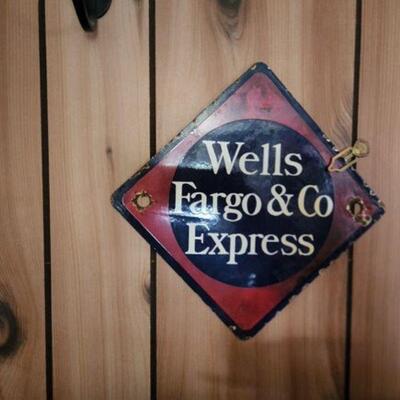 Wells
Fargo & Co
Express